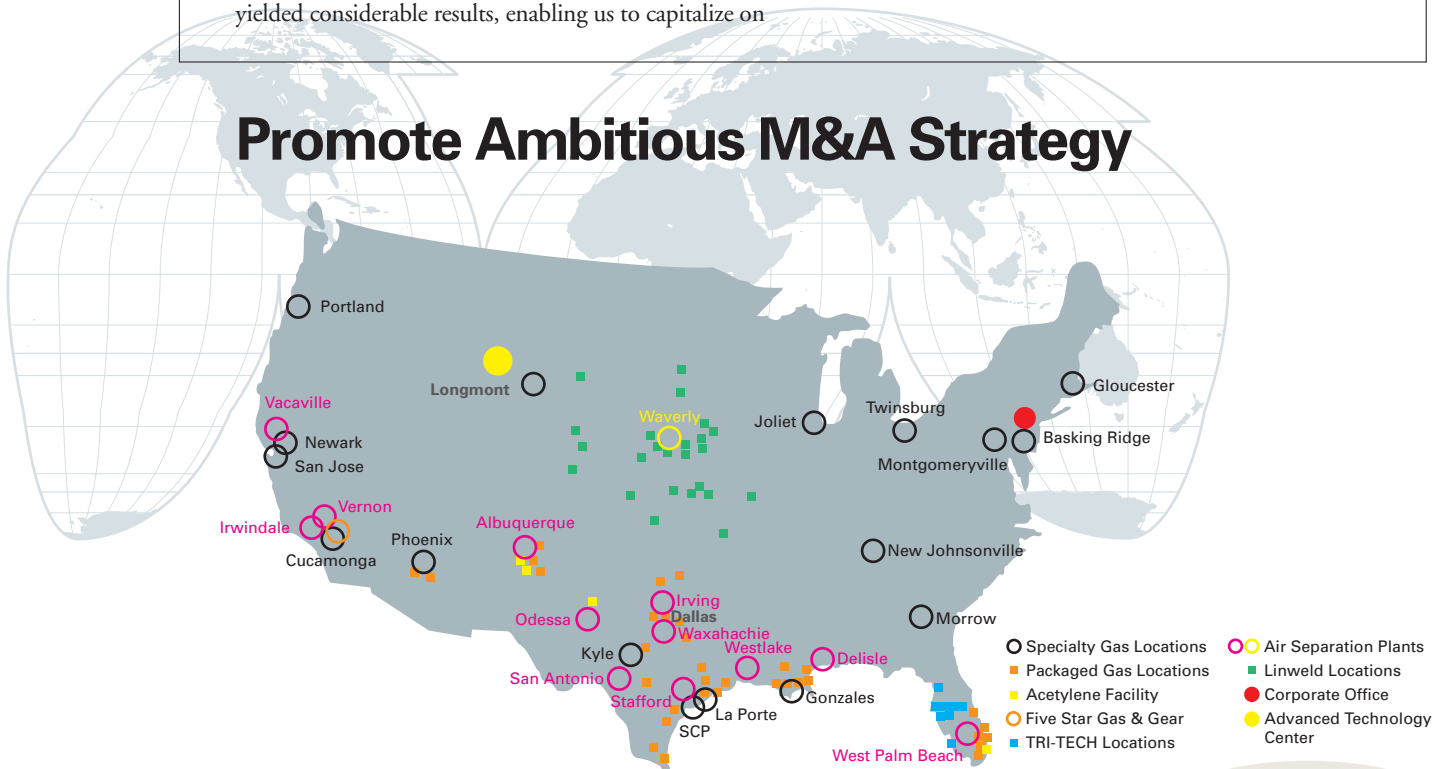 yielded considerable results, enabling us to capitalize on
Promote Ambitious M&A Strategy
Portland
Longmont
Gloucester
Vacaville
Waverly
Twinsburg
Joliet
Newark
Basking Ridge
San Jose
Montgomeryville
Vernon
Irwindale
Albuquerque
Phoenix
Cucamonga
New Johnsonville
Irving
Dallas
Odessa
Morrow
Waxahachie
Westlake
Kyle
Delisle
San Antonio
Stafford
Gonzales
La Porte
SCP
West Palm Beach
Specialty Gas Locations
Packaged Gas Locations
Acetylene Facility
Five Star Gas & Gear
TRI-TECH Locations
Air Separation Plants
Linweld Locations
Corporate Office
Advanced Technology
Center